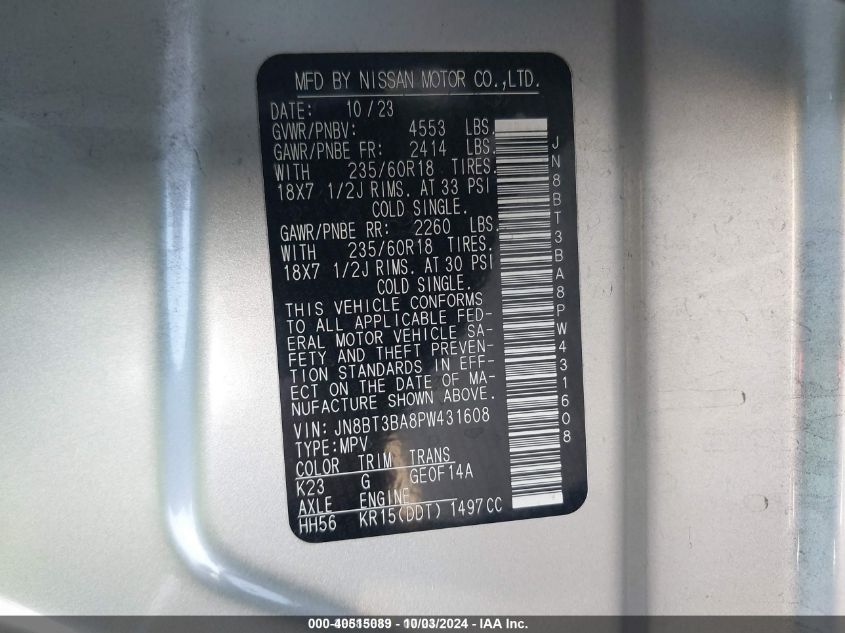 MFD BY NISSAN MOTOR CO.,LTD.
DATE: 10/23
GVWR/PNBV: 4553 LBS.
GAWR/PNBE FR: 2414 LBS.
WITH 235/60R18 TIRES.
18X7 1/2J RIMS. AT 33 PSI
COLD SINGLE.
GAWR/PNBE RR: 2260 LBS.
WITH 235/60R18 TIRES.
18X7 1/2J RIMS. AT 30 PSI
COLD SINGLE.
THIS VEHICLE CONFORMS
TO ALL APPLICABLE FED-
ERAL MOTOR VEHICLE SA-
FETY AND THEFT PREVEN-
TION STANDARDS IN EFF-
ECT ON THE DATE OF MA-
NUFACTURE SHOWN ABOVE.
VIN: JN8BT3BA8PW431608
TYPE:MPV
COLOR TRIM TRANS
K23 G GE0F14A
AXLE ENGINE
HH56 KR15(DDT) 1497CC
JN8BT3BA8PW431608
000-40515089 - 10/03/2024 - IAA Inc.